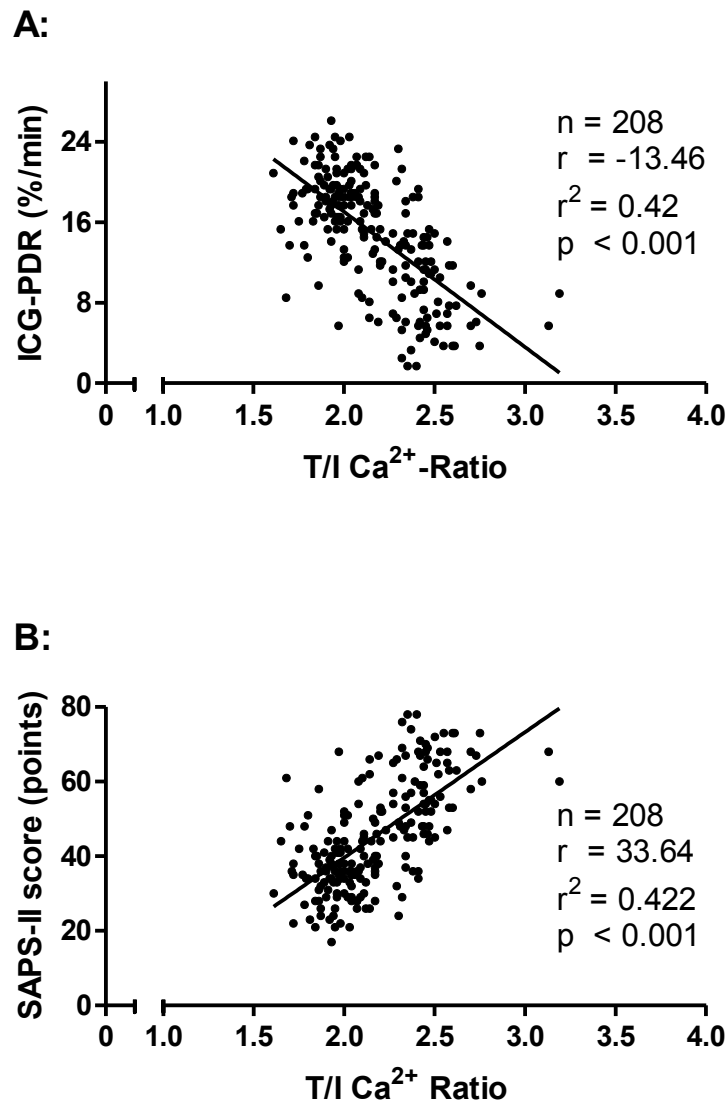 A:
ICG-PDR (%/min)
24
16
8
0
n = 208
r = -13.46
r² = 0.42
p < 0.001
0 1.0 1.5 2.0 2.5 3.0 3.5 4.0
T/I Ca²⁺-Ratio
B:
SAPS-II score (points)
80
60
40
20
0
n = 208
r = 33.64
r² = 0.422
p < 0.001
0 1.0 1.5 2.0 2.5 3.0 3.5 4.0
T/I Ca²⁺ Ratio